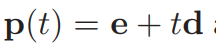 p(t) = e + td